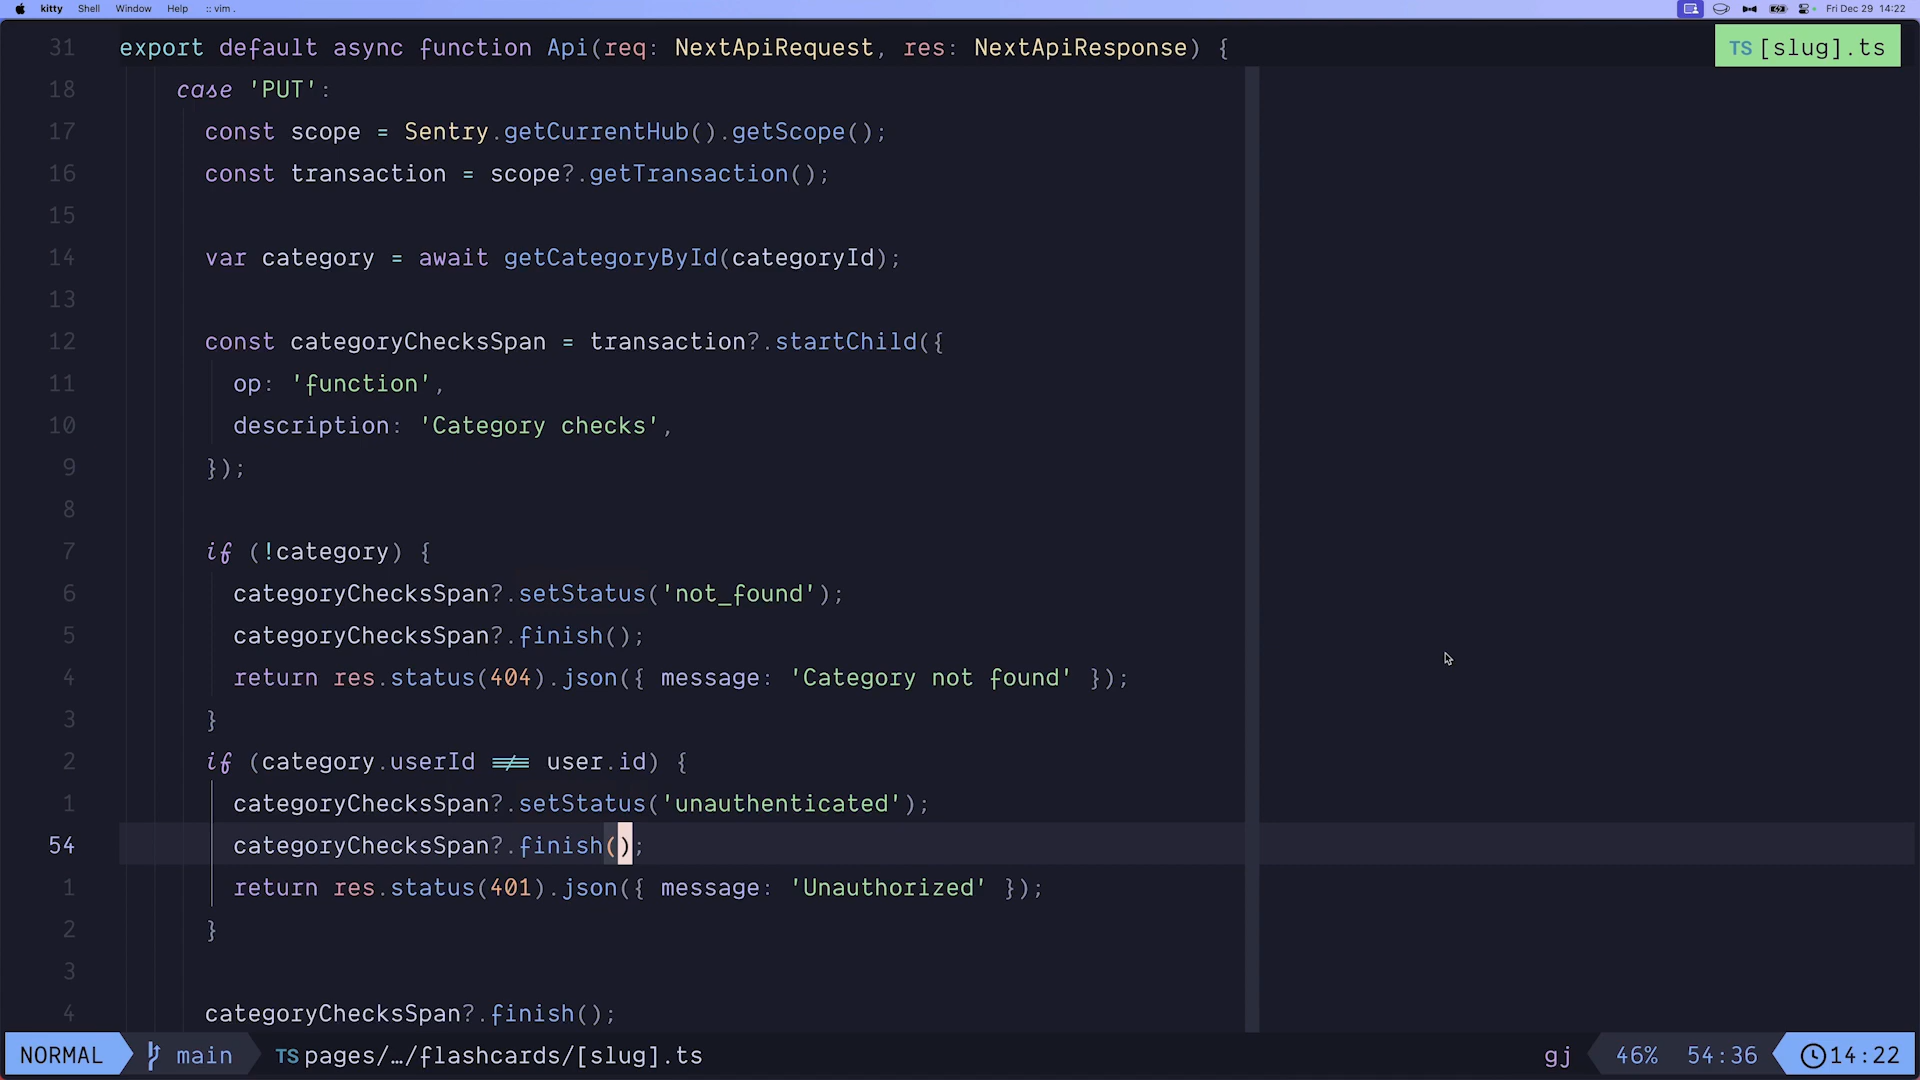 kitty Shell Window Help :: vim . Fri Dec 29 14:22
31 export default async function Api(req: NextApiRequest, res: NextApiResponse) { TS [slug].ts
18 case 'PUT':
17 const scope = Sentry.getCurrentHub().getScope();
16 const transaction = scope?.getTransaction();
15
14 var category = await getCategoryById(categoryId);
13
12 const categoryChecksSpan = transaction?.startChild({
11 op: 'function',
10 description: 'Category checks',
9 });
8
7 if (!category) {
6 categoryChecksSpan?.setStatus('not_found');
5 categoryChecksSpan?.finish();
4 return res.status(404).json({ message: 'Category not found' });
3 }
2 if (category.userId !== user.id) {
1 categoryChecksSpan?.setStatus('unauthenticated');
54 categoryChecksSpan?.finish();
1 return res.status(401).json({ message: 'Unauthorized' });
2 }
3
4 categoryChecksSpan?.finish();
NORMAL main TS pages/…/flashcards/[slug].ts gj 46% 54:36 14:22